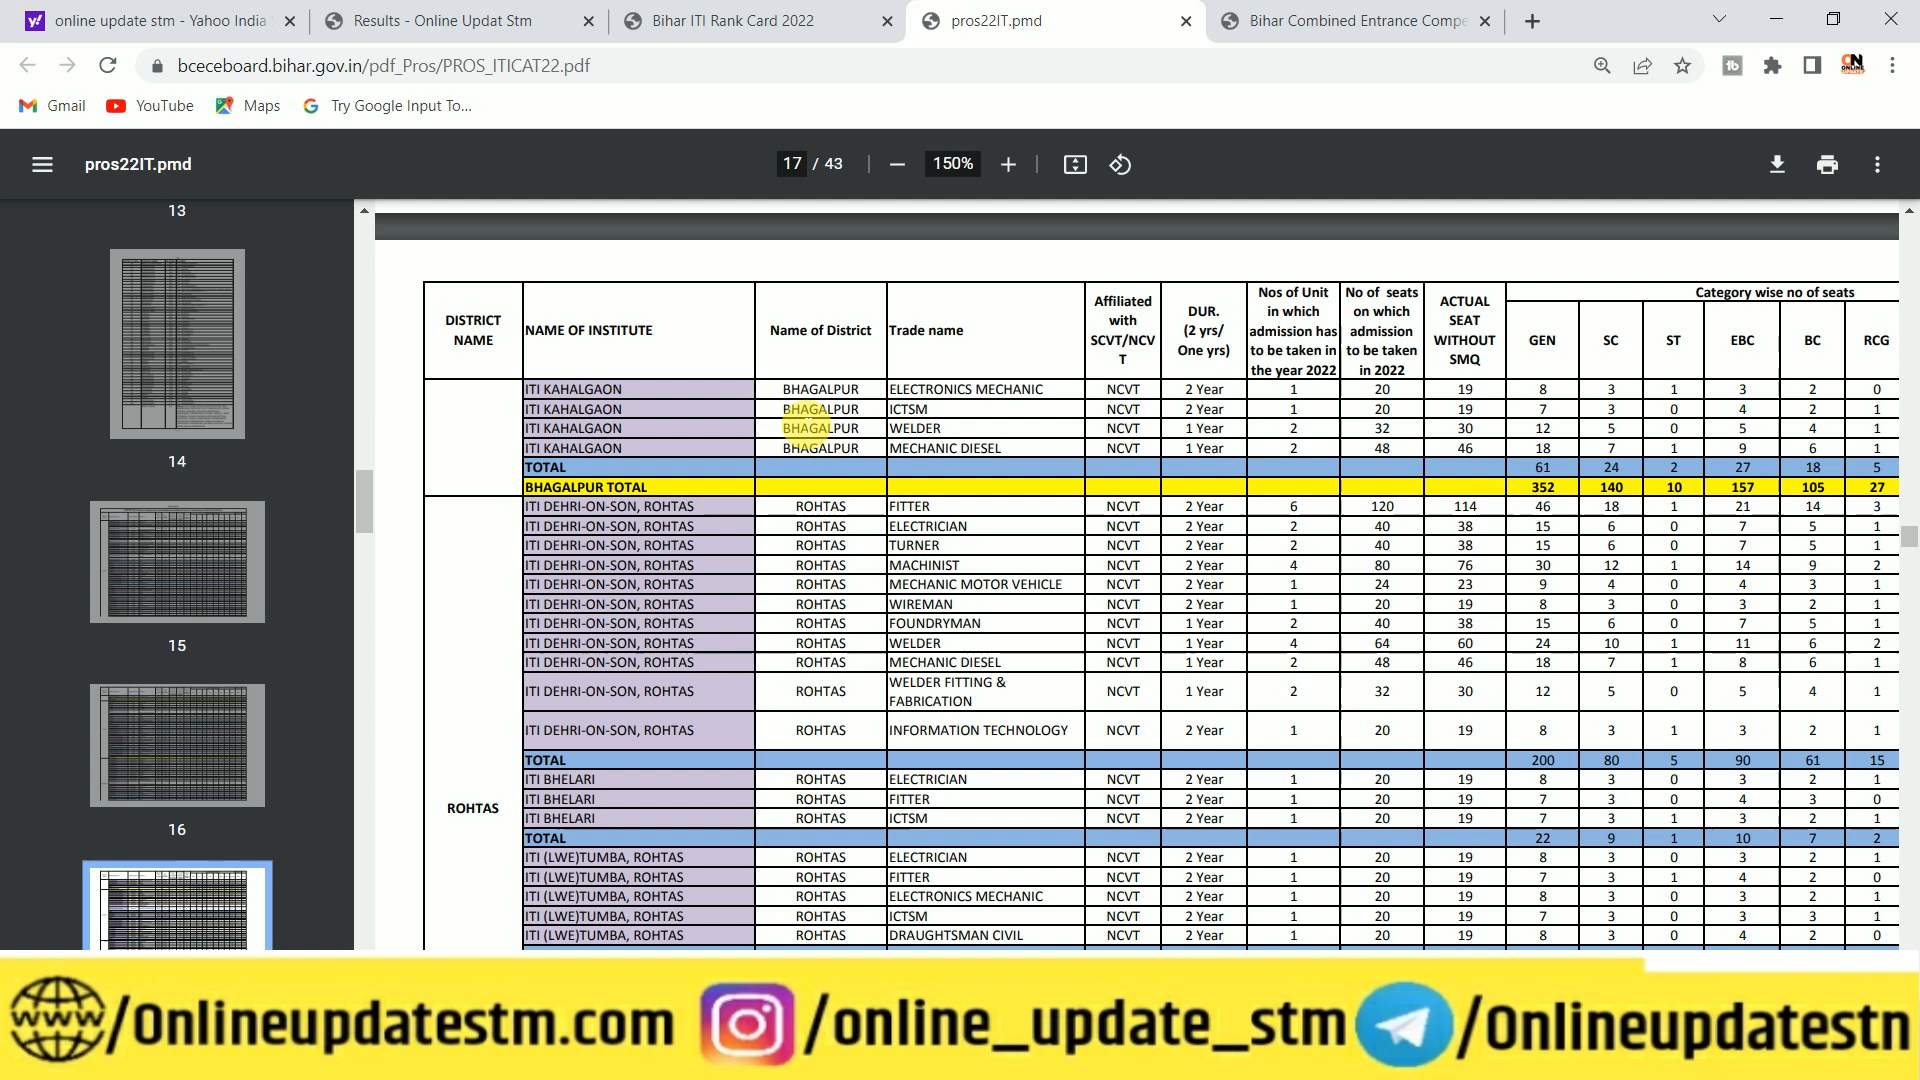 online update stm - Yahoo India
Results - Online Updat Stm
Bihar ITI Rank Card 2022
pros22IT.pmd
Bihar Combined Entrance Compe
bceceboard.bihar.gov.in/pdf_Pros/PROS_ITICAT22.pdf
Gmail YouTube Maps Try Google Input To...
pros22IT.pmd 17 / 43 150%
13
14
15
16
DISTRICT NAME NAME OF INSTITUTE Name of District Trade name Affiliated with SCVT/NCVT DUR. (2 yrs/ One yrs) Nos of Unit in which admission has to be taken in the year 2022 No of seats on which admission to be taken in 2022 ACTUAL SEAT WITHOUT SMQ Category wise no of seats
GEN SC ST EBC BC RCG
ITI KAHALGAON BHAGALPUR ELECTRONICS MECHANIC NCVT 2 Year 1 20 19 8 3 1 3 2 0
ITI KAHALGAON BHAGALPUR ICTSM NCVT 2 Year 1 20 19 7 3 0 4 2 1
ITI KAHALGAON BHAGALPUR WELDER NCVT 1 Year 2 32 30 12 5 0 5 4 1
ITI KAHALGAON BHAGALPUR MECHANIC DIESEL NCVT 1 Year 2 48 46 18 7 1 9 6 1
TOTAL 61 24 2 27 18 5
BHAGALPUR TOTAL 352 140 10 157 105 27
ROHTAS
ITI DEHRI-ON-SON, ROHTAS ROHTAS FITTER NCVT 2 Year 6 120 114 46 18 1 21 14 3
ITI DEHRI-ON-SON, ROHTAS ROHTAS ELECTRICIAN NCVT 2 Year 2 40 38 15 6 0 7 5 1
ITI DEHRI-ON-SON, ROHTAS ROHTAS TURNER NCVT 2 Year 2 40 38 15 6 0 7 5 1
ITI DEHRI-ON-SON, ROHTAS ROHTAS MACHINIST NCVT 2 Year 4 80 76 30 12 1 14 9 2
ITI DEHRI-ON-SON, ROHTAS ROHTAS MECHANIC MOTOR VEHICLE NCVT 2 Year 1 24 23 9 4 0 4 3 1
ITI DEHRI-ON-SON, ROHTAS ROHTAS WIREMAN NCVT 2 Year 1 20 19 8 3 0 3 2 1
ITI DEHRI-ON-SON, ROHTAS ROHTAS FOUNDRYMAN NCVT 1 Year 2 40 38 15 6 0 7 5 1
ITI DEHRI-ON-SON, ROHTAS ROHTAS WELDER NCVT 1 Year 4 64 60 24 10 1 11 6 2
ITI DEHRI-ON-SON, ROHTAS ROHTAS MECHANIC DIESEL NCVT 1 Year 2 48 46 18 7 1 8 6 1
ITI DEHRI-ON-SON, ROHTAS ROHTAS WELDER FITTING & FABRICATION NCVT 1 Year 2 32 30 12 5 0 5 4 1
ITI DEHRI-ON-SON, ROHTAS ROHTAS INFORMATION TECHNOLOGY NCVT 2 Year 1 20 19 8 3 1 3 2 1
TOTAL 200 80 5 90 61 15
ITI BHELARI ROHTAS ELECTRICIAN NCVT 2 Year 1 20 19 8 3 0 3 2 1
ITI BHELARI ROHTAS FITTER NCVT 2 Year 1 20 19 7 3 0 4 3 0
ITI BHELARI ROHTAS ICTSM NCVT 2 Year 1 20 19 7 3 1 3 2 1
TOTAL 22 9 1 10 7 2
ITI (LWE)TUMBA, ROHTAS ROHTAS ELECTRICIAN NCVT 2 Year 1 20 19 8 3 0 3 2 1
ITI (LWE)TUMBA, ROHTAS ROHTAS FITTER NCVT 2 Year 1 20 19 7 3 1 4 2 0
ITI (LWE)TUMBA, ROHTAS ROHTAS ELECTRONICS MECHANIC NCVT 2 Year 1 20 19 8 3 0 3 2 1
ITI (LWE)TUMBA, ROHTAS ROHTAS ICTSM NCVT 2 Year 1 20 19 7 3 0 3 3 1
ITI (LWE)TUMBA, ROHTAS ROHTAS DRAUGHTSMAN CIVIL NCVT 2 Year 1 20 19 8 3 0 4 2 0
www /Onlineupdatestm.com /online_update_stm /Onlineupdatestn